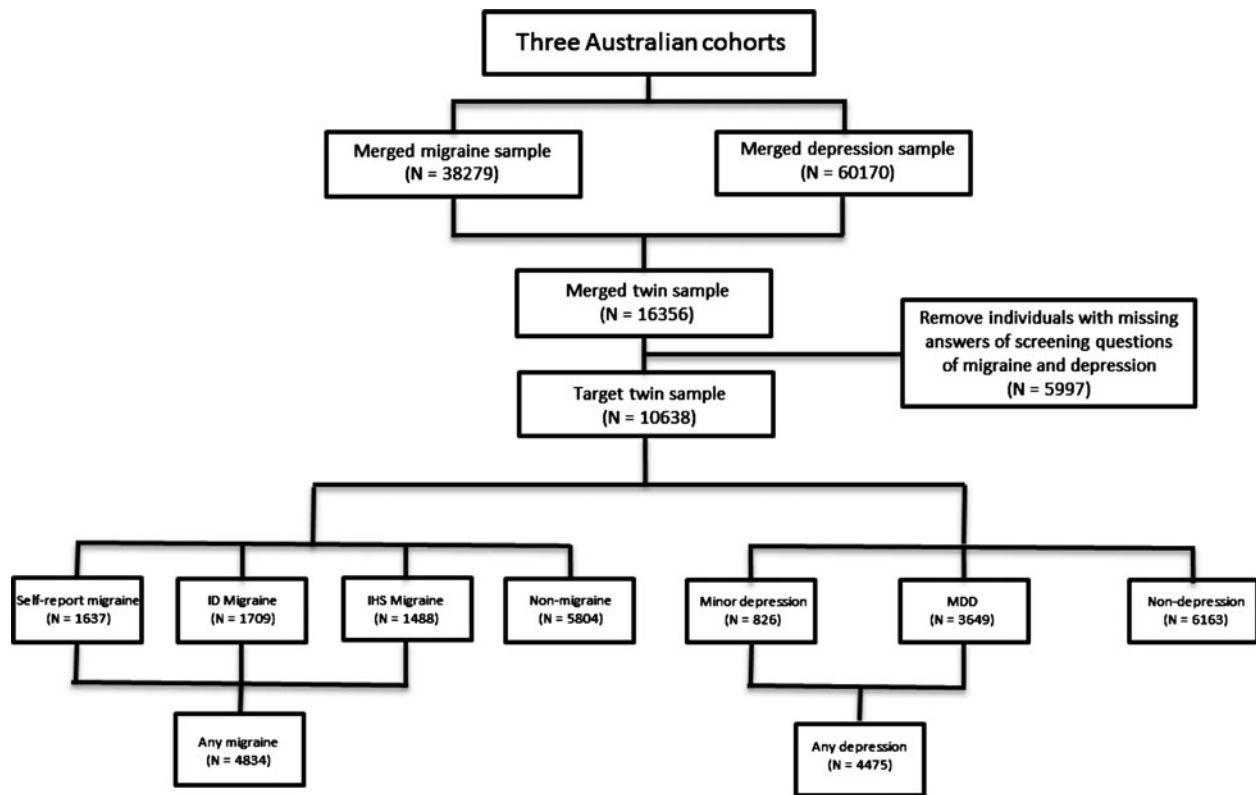 Three Australian cohorts
Merged migraine sample
(N = 38279)
Merged depression sample
(N = 60170)
Merged twin sample
(N = 16356)
Remove individuals with missing
answers of screening questions
of migraine and depression
(N = 5997)
Target twin sample
(N = 10638)
Self-report migraine
(N = 1637)
ID Migraine
(N = 1709)
IHS Migraine
(N = 1488)
Non-migraine
(N = 5804)
Minor depression
(N = 826)
MDD
(N = 3649)
Non-depression
(N = 6163)
Any migraine
(N = 4834)
Any depression
(N = 4475)